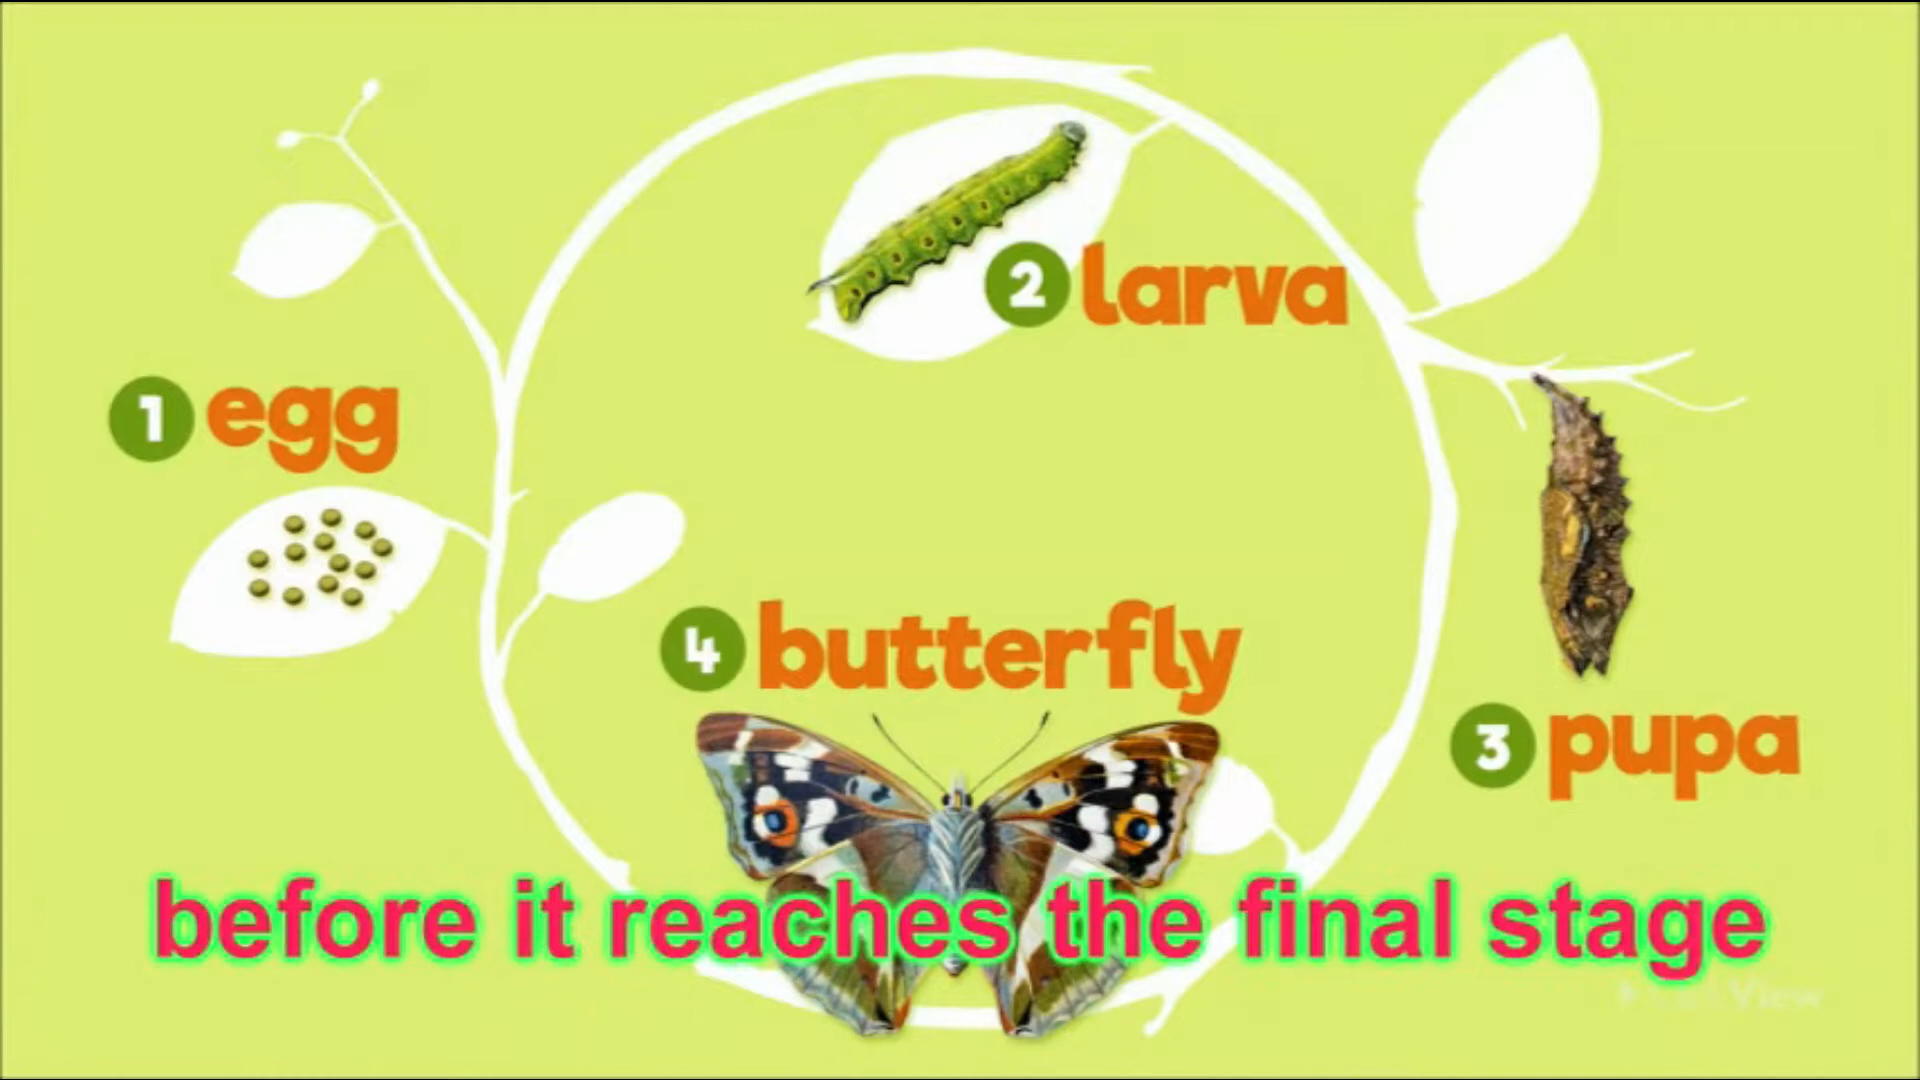 1 egg
2 larva
3 pupa
4 butterfly
before it reaches the final stage